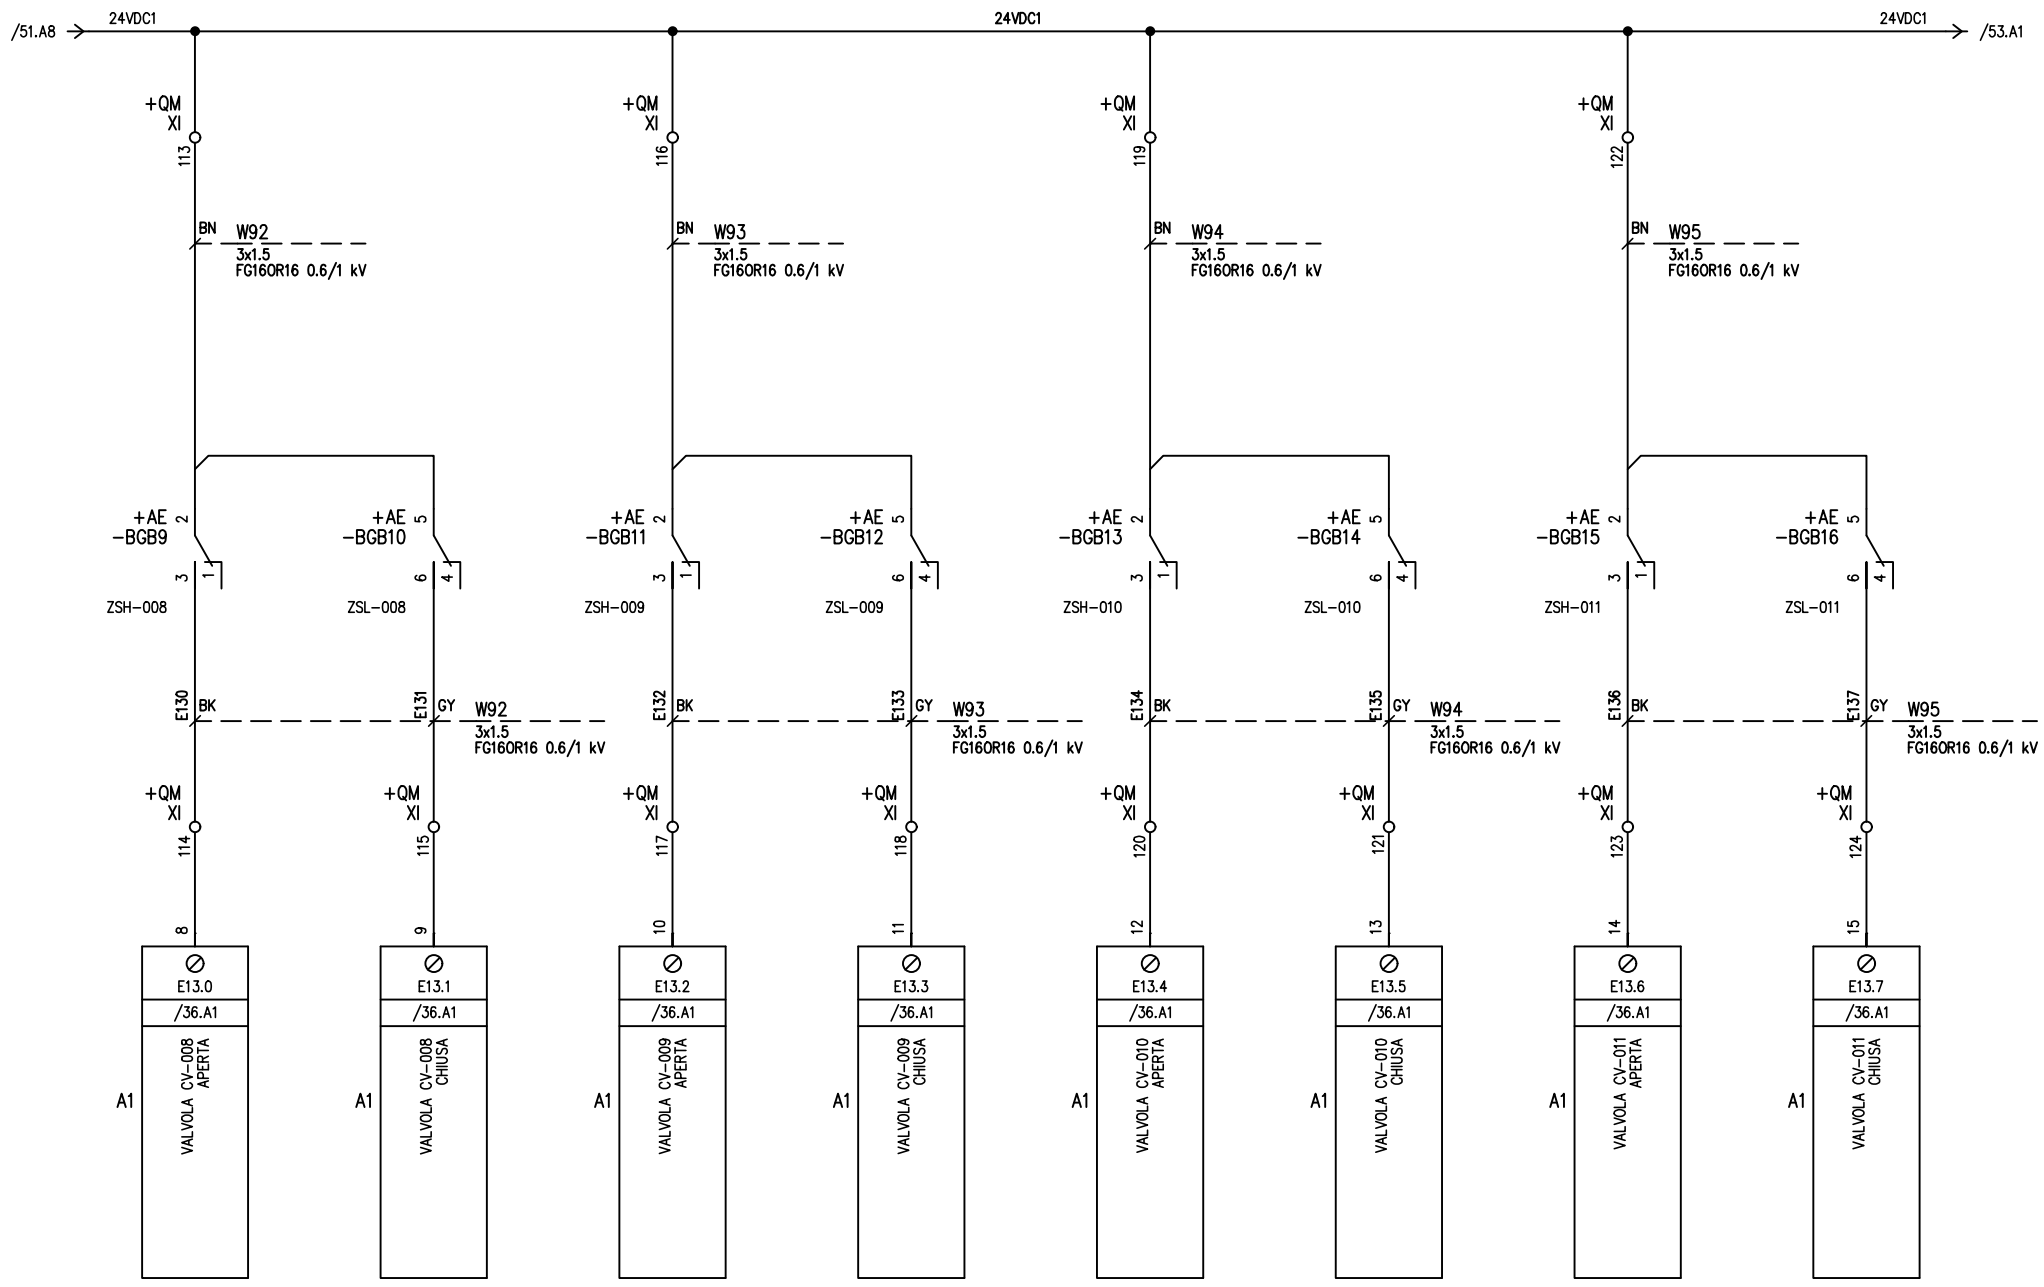 24VDC1 24VDC1 24VDC1
/51.A8 /53.A1
+QM +QM +QM +QM
XI XI XI XI
113 116 119 122
BN W92 BN W93 BN W94 BN W95
3x1.5 3x1.5 3x1.5 3x1.5
FG16OR16 0.6/1 kV FG16OR16 0.6/1 kV FG16OR16 0.6/1 kV FG16OR16 0.6/1 kV
+AE 2 +AE 5 +AE 2 +AE 5 +AE 2 +AE 5 +AE 2 +AE 5
-BGB9 -BGB10 -BGB11 -BGB12 -BGB13 -BGB14 -BGB15 -BGB16
3 1 6 4 3 1 6 4 3 1 6 4 3 1 6 4
ZSH-008 ZSL-008 ZSH-009 ZSL-009 ZSH-010 ZSL-010 ZSH-011 ZSL-011
E130 BK E131 GY W92 E132 BK E133 GY W93 E134 BK E135 GY W94 E136 BK E137 GY W95
3x1.5 3x1.5 3x1.5 3x1.5
FG16OR16 0.6/1 kV FG16OR16 0.6/1 kV FG16OR16 0.6/1 kV FG16OR16 0.6/1 kV
+QM +QM +QM +QM +QM +QM +QM +QM
XI XI XI XI XI XI XI XI
114 115 117 118 120 121 123 124
8 9 10 11 12 13 14 15
E13.0 E13.1 E13.2 E13.3 E13.4 E13.5 E13.6 E13.7
/36.A1 /36.A1 /36.A1 /36.A1 /36.A1 /36.A1 /36.A1 /36.A1
A1
VALVOLA CV-008
APERTA
A1
VALVOLA CV-008
CHIUSA
A1
VALVOLA CV-009
APERTA
A1
VALVOLA CV-009
CHIUSA
A1
VALVOLA CV-010
APERTA
A1
VALVOLA CV-010
CHIUSA
A1
VALVOLA CV-011
APERTA
A1
VALVOLA CV-011
CHIUSA